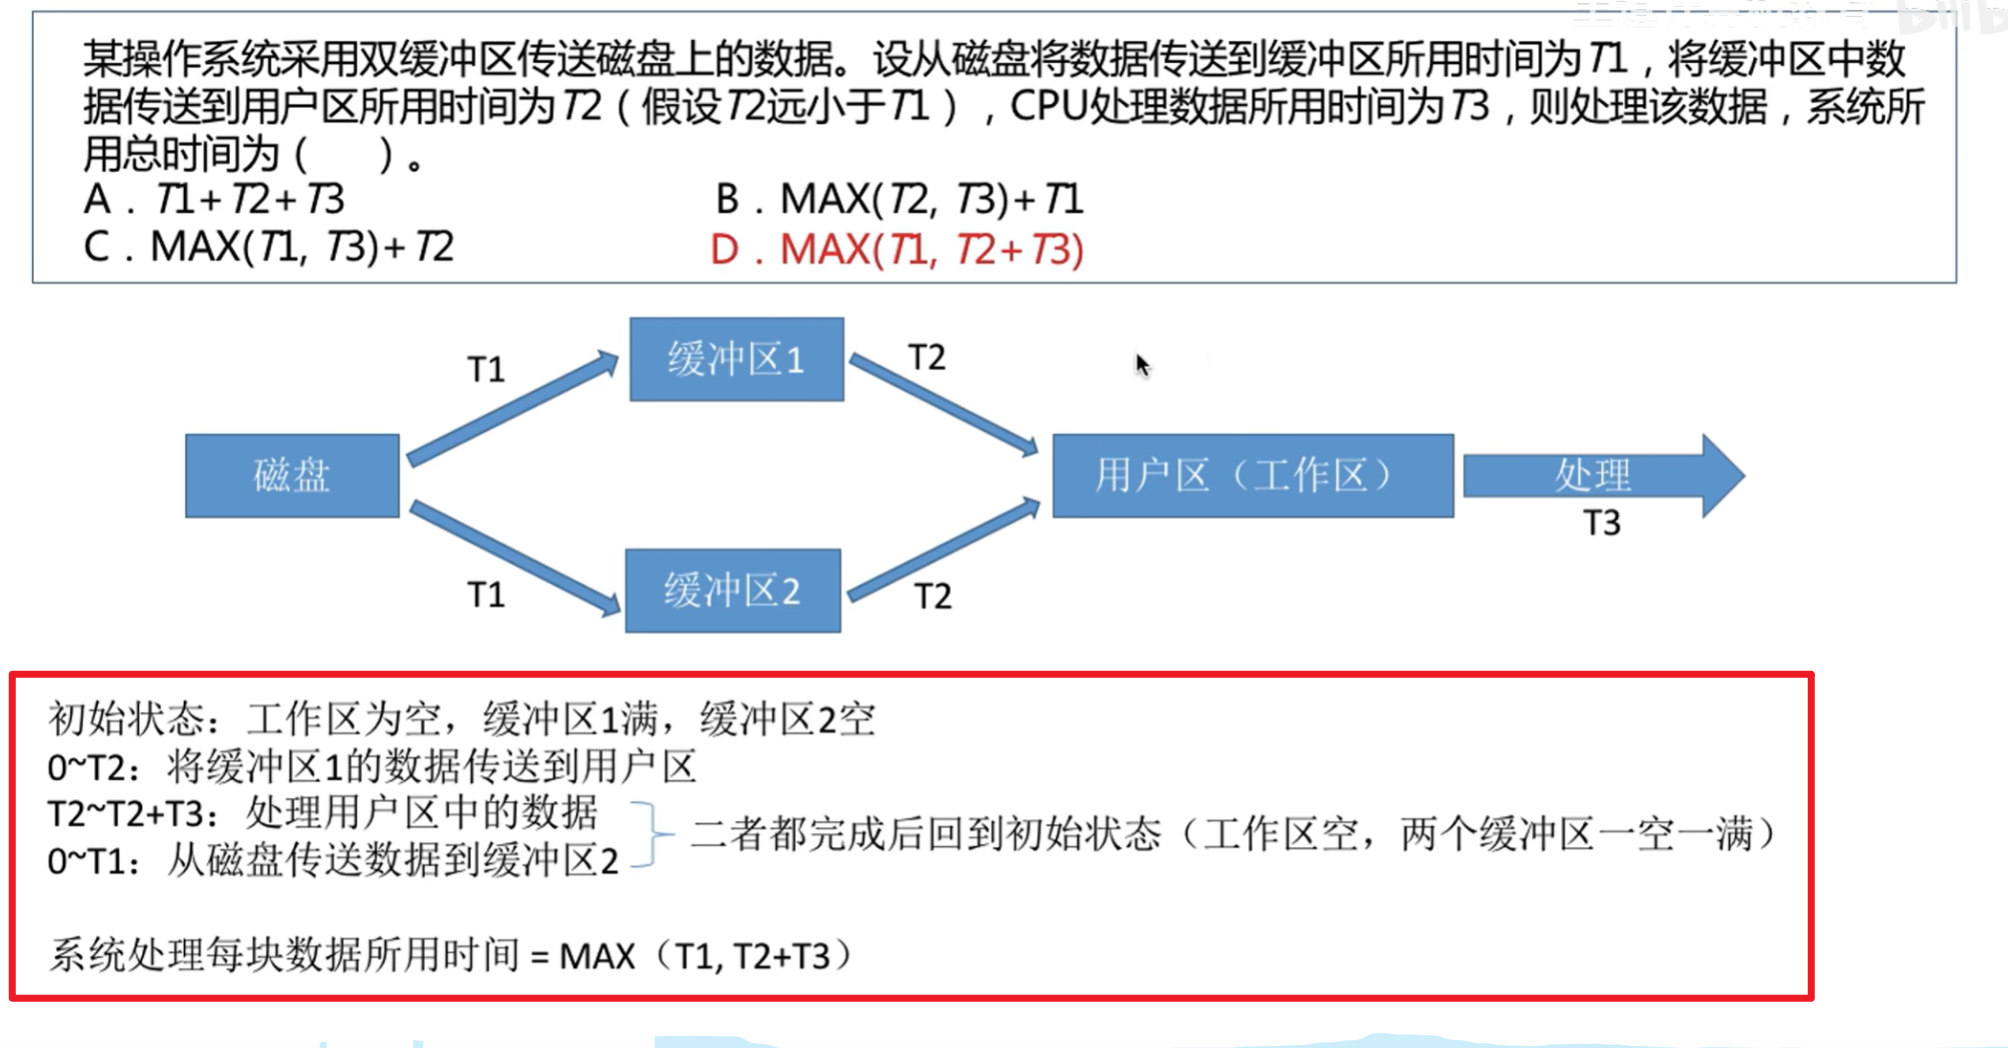 某操作系统采用双缓冲区传送磁盘上的数据。设从磁盘将数据传送到缓冲区所用时间为T1，将缓冲区中数
据传送到用户区所用时间为T2（假设T2远小于T1），CPU处理数据所用时间为T3，则处理该数据，系统所
用总时间为（　　）。
A．T1+T2+T3　　B．MAX(T2, T3)+T1
C．MAX(T1, T3)+T2　　D．MAX(T1, T2+T3)
T1
缓冲区1
T2
磁盘
用户区（工作区）
处理
T3
T1
缓冲区2
T2
初始状态：工作区为空，缓冲区1满，缓冲区2空
0~T2：将缓冲区1的数据传送到用户区
T2~T2+T3：处理用户区中的数据
二者都完成后回到初始状态（工作区空，两个缓冲区一空一满）
0~T1：从磁盘传送数据到缓冲区2
系统处理每块数据所用时间 = MAX（T1, T2+T3）